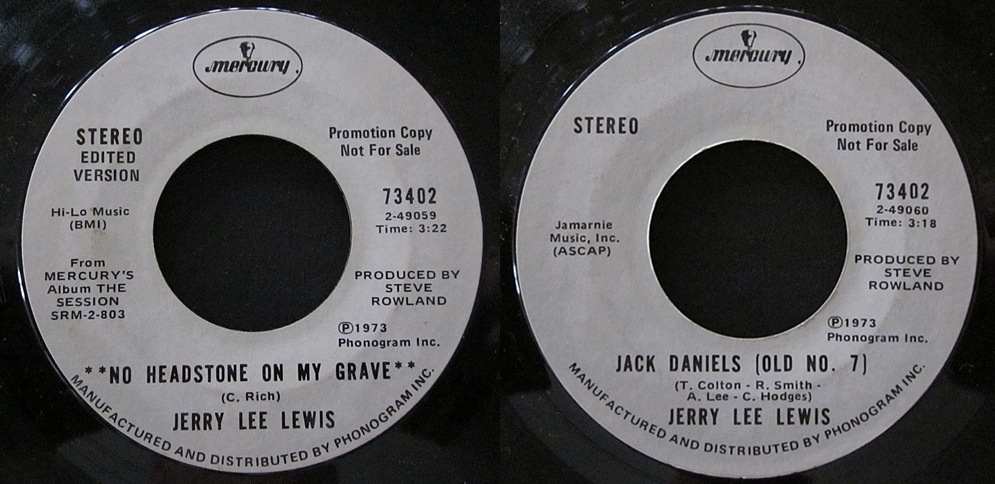 mercury
STEREO
EDITED
VERSION
Promotion Copy
Not For Sale
Hi-Lo Music
(BMI)
73402
2-49059
Time: 3:22
From
MERCURY'S
Album THE
SESSION
SRM-2-803
PRODUCED BY
STEVE
ROWLAND
Ⓟ1973
Phonogram Inc.
**NO HEADSTONE ON MY GRAVE**
(C. Rich)
JERRY LEE LEWIS
MANUFACTURED AND DISTRIBUTED BY PHONOGRAM INC.
mercury
STEREO
Promotion Copy
Not For Sale
Jamarnie
Music, Inc.
(ASCAP)
73402
2-49060
Time: 3:18
PRODUCED BY
STEVE
ROWLAND
Ⓟ1973
Phonogram Inc.
JACK DANIELS (OLD NO. 7)
(T. Colton - R. Smith -
A. Lee - C. Hodges)
JERRY LEE LEWIS
MANUFACTURED AND DISTRIBUTED BY PHONOGRAM INC.